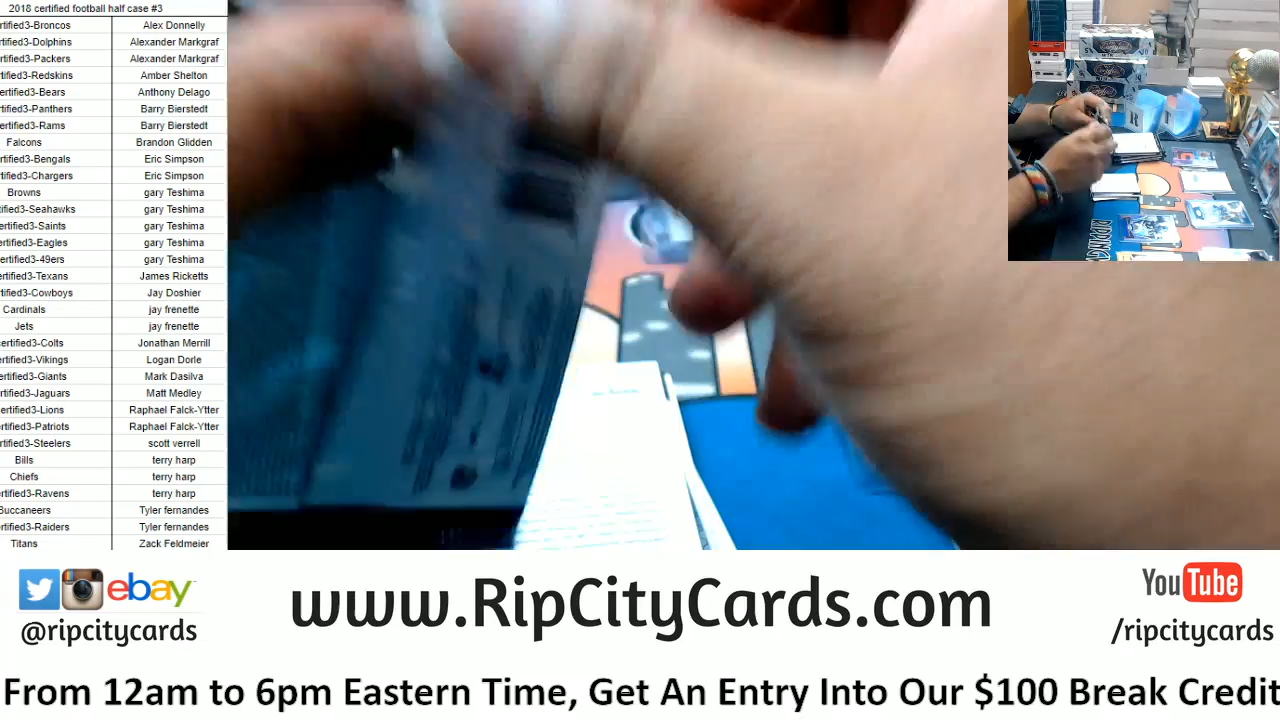 2018 certified football half case #3
rtified3-Broncos Alex Donnelly
rtified3-Dolphins Alexander Markgraf
ertified3-Packers Alexander Markgraf
rtified3-Redskins Amber Shelton
ertified3-Bears Anthony Delago
rtified3-Panthers Barry Bierstedt
ertified3-Rams Barry Bierstedt
Falcons Brandon Glidden
rtified3-Bengals Eric Simpson
rtified3-Chargers Eric Simpson
Browns gary Teshima
tified3-Seahawks gary Teshima
ertified3-Saints gary Teshima
ertified3-Eagles gary Teshima
ertified3-49ers gary Teshima
ertified3-Texans James Ricketts
rtified3-Cowboys Jay Doshier
Cardinals jay frenette
Jets jay frenette
certified3-Colts Jonathan Merrill
ertified3-Vikings Logan Dorle
ertified3-Giants Mark Dasilva
ertified3-Jaguars Matt Medley
ertified3-Lions Raphael Falck-Ytter
ertified3-Patriots Raphael Falck-Ytter
rtified3-Steelers scott verrell
Bills terry harp
Chiefs terry harp
ertified3-Ravens terry harp
Buccaneers Tyler fernandes
rtified3-Raiders Tyler fernandes
Titans Zack Feldmeier
RIPPING
ebay
@ripcitycards
www.RipCityCards.com
YouTube
/ripcitycards
From 12am to 6pm Eastern Time, Get An Entry Into Our $100 Break Credit